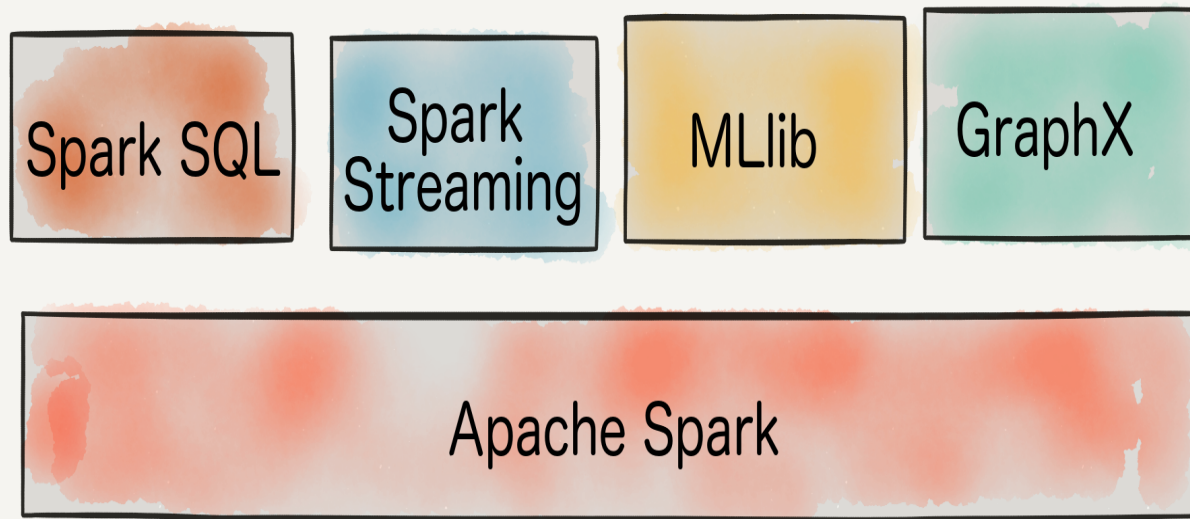 Spark SQL
Spark
Streaming
MLlib
GraphX
Apache Spark